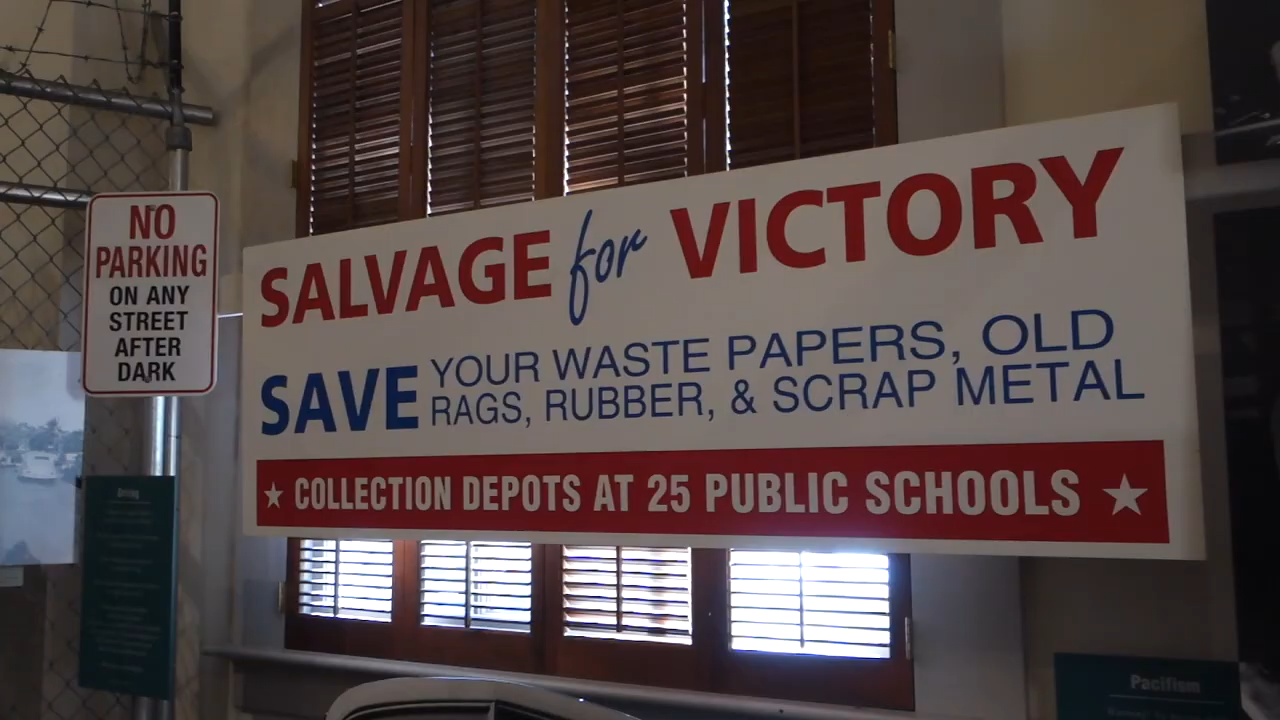 NO
PARKING
ON ANY
STREET
AFTER
DARK
SALVAGE for VICTORY
SAVE YOUR WASTE PAPERS, OLD
RAGS, RUBBER, & SCRAP METAL
COLLECTION DEPOTS AT 25 PUBLIC SCHOOLS
Driving
Pacifism